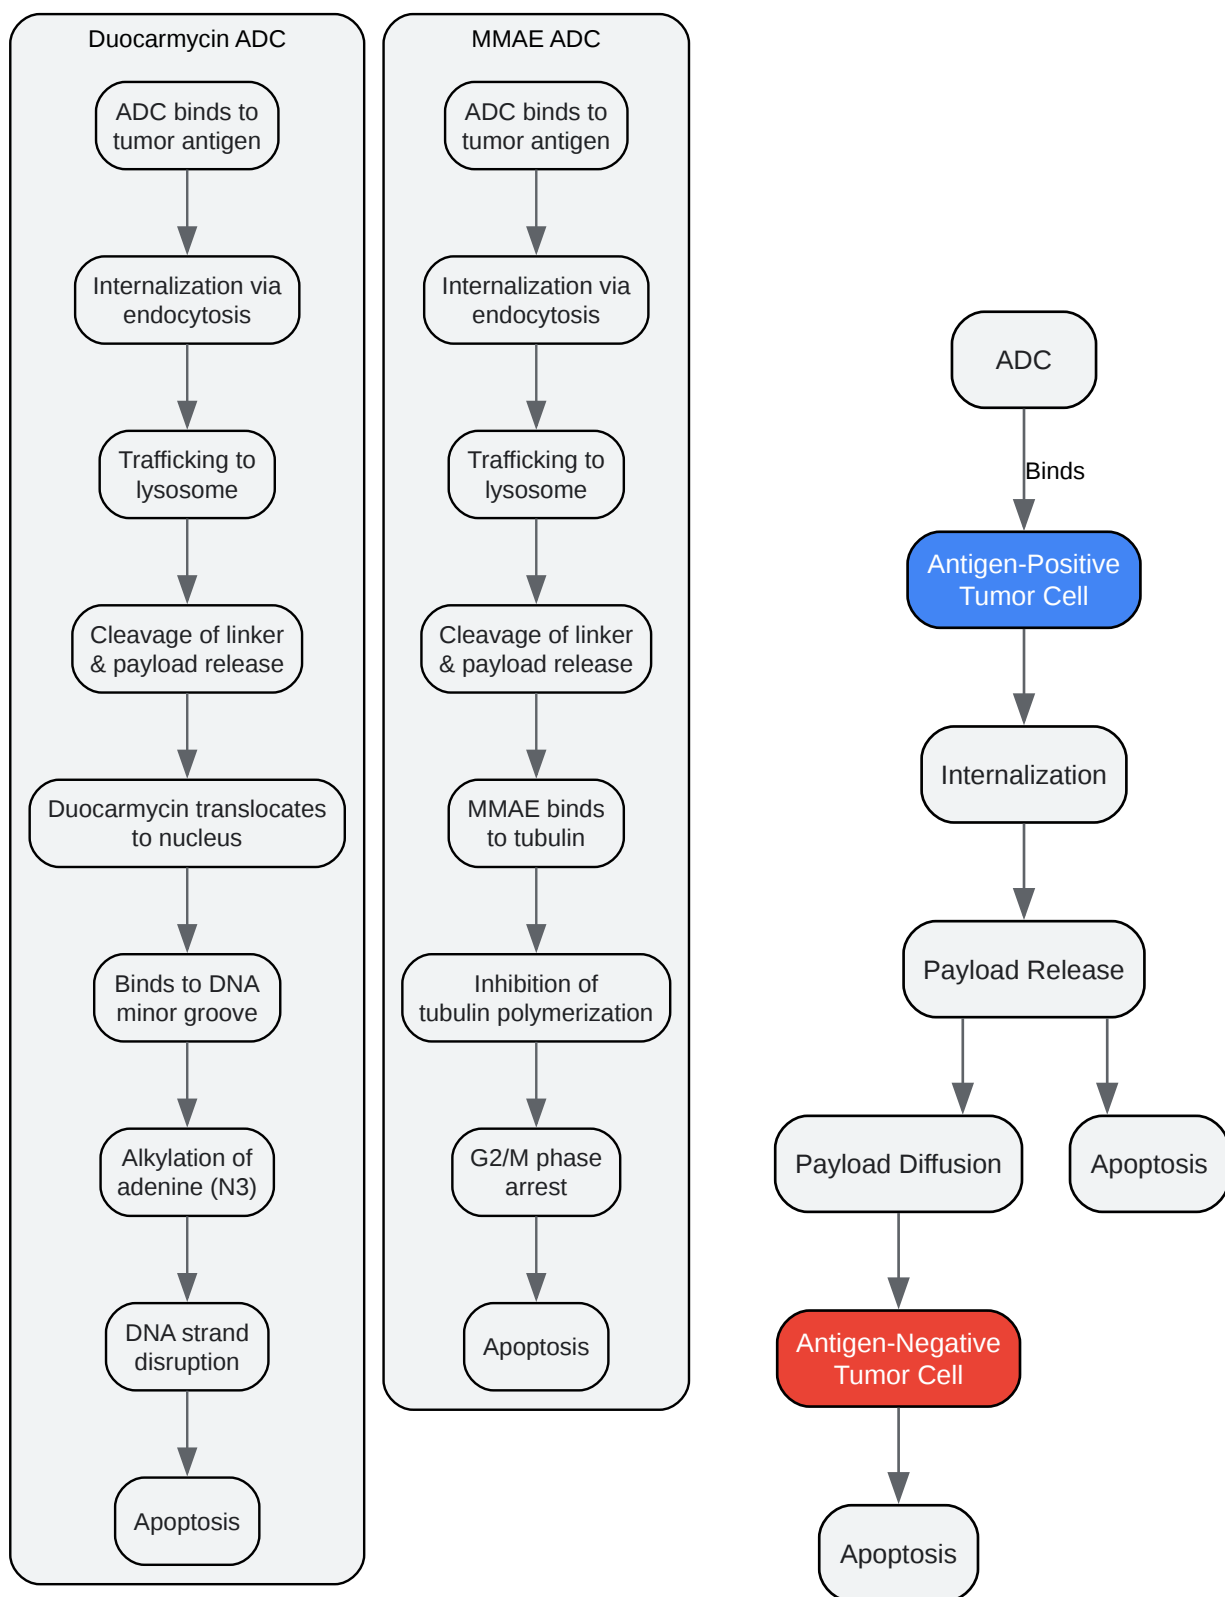 Duocarmycin ADC
ADC binds to
tumor antigen
Internalization via
endocytosis
Trafficking to
lysosome
Cleavage of linker
& payload release
Duocarmycin translocates
to nucleus
Binds to DNA
minor groove
Alkylation of
adenine (N3)
DNA strand
disruption
Apoptosis
MMAE ADC
ADC binds to
tumor antigen
Internalization via
endocytosis
Trafficking to
lysosome
Cleavage of linker
& payload release
MMAE binds
to tubulin
Inhibition of
tubulin polymerization
G2/M phase
arrest
Apoptosis
ADC
Binds
Antigen-Positive
Tumor Cell
Internalization
Payload Release
Payload Diffusion
Apoptosis
Antigen-Negative
Tumor Cell
Apoptosis